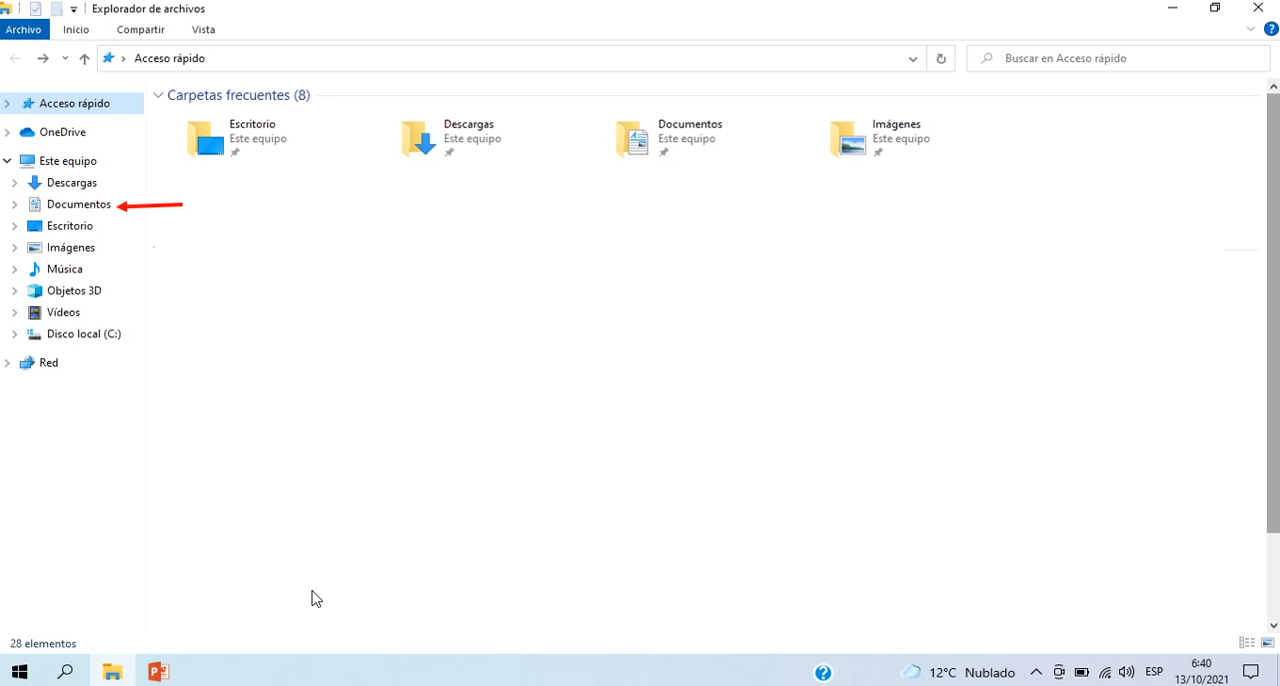 Explorador de archivos
Archivo Inicio Compartir Vista
Acceso rápido
Buscar en Acceso rápido
Acceso rápido
OneDrive
Este equipo
Descargas
Documentos
Escritorio
Imágenes
Música
Objetos 3D
Vídeos
Disco local (C:)
Red
Carpetas frecuentes (8)
Escritorio
Este equipo
Descargas
Este equipo
Documentos
Este equipo
Imágenes
Este equipo
28 elementos
12°C Nublado
ESP
6:40
13/10/2021